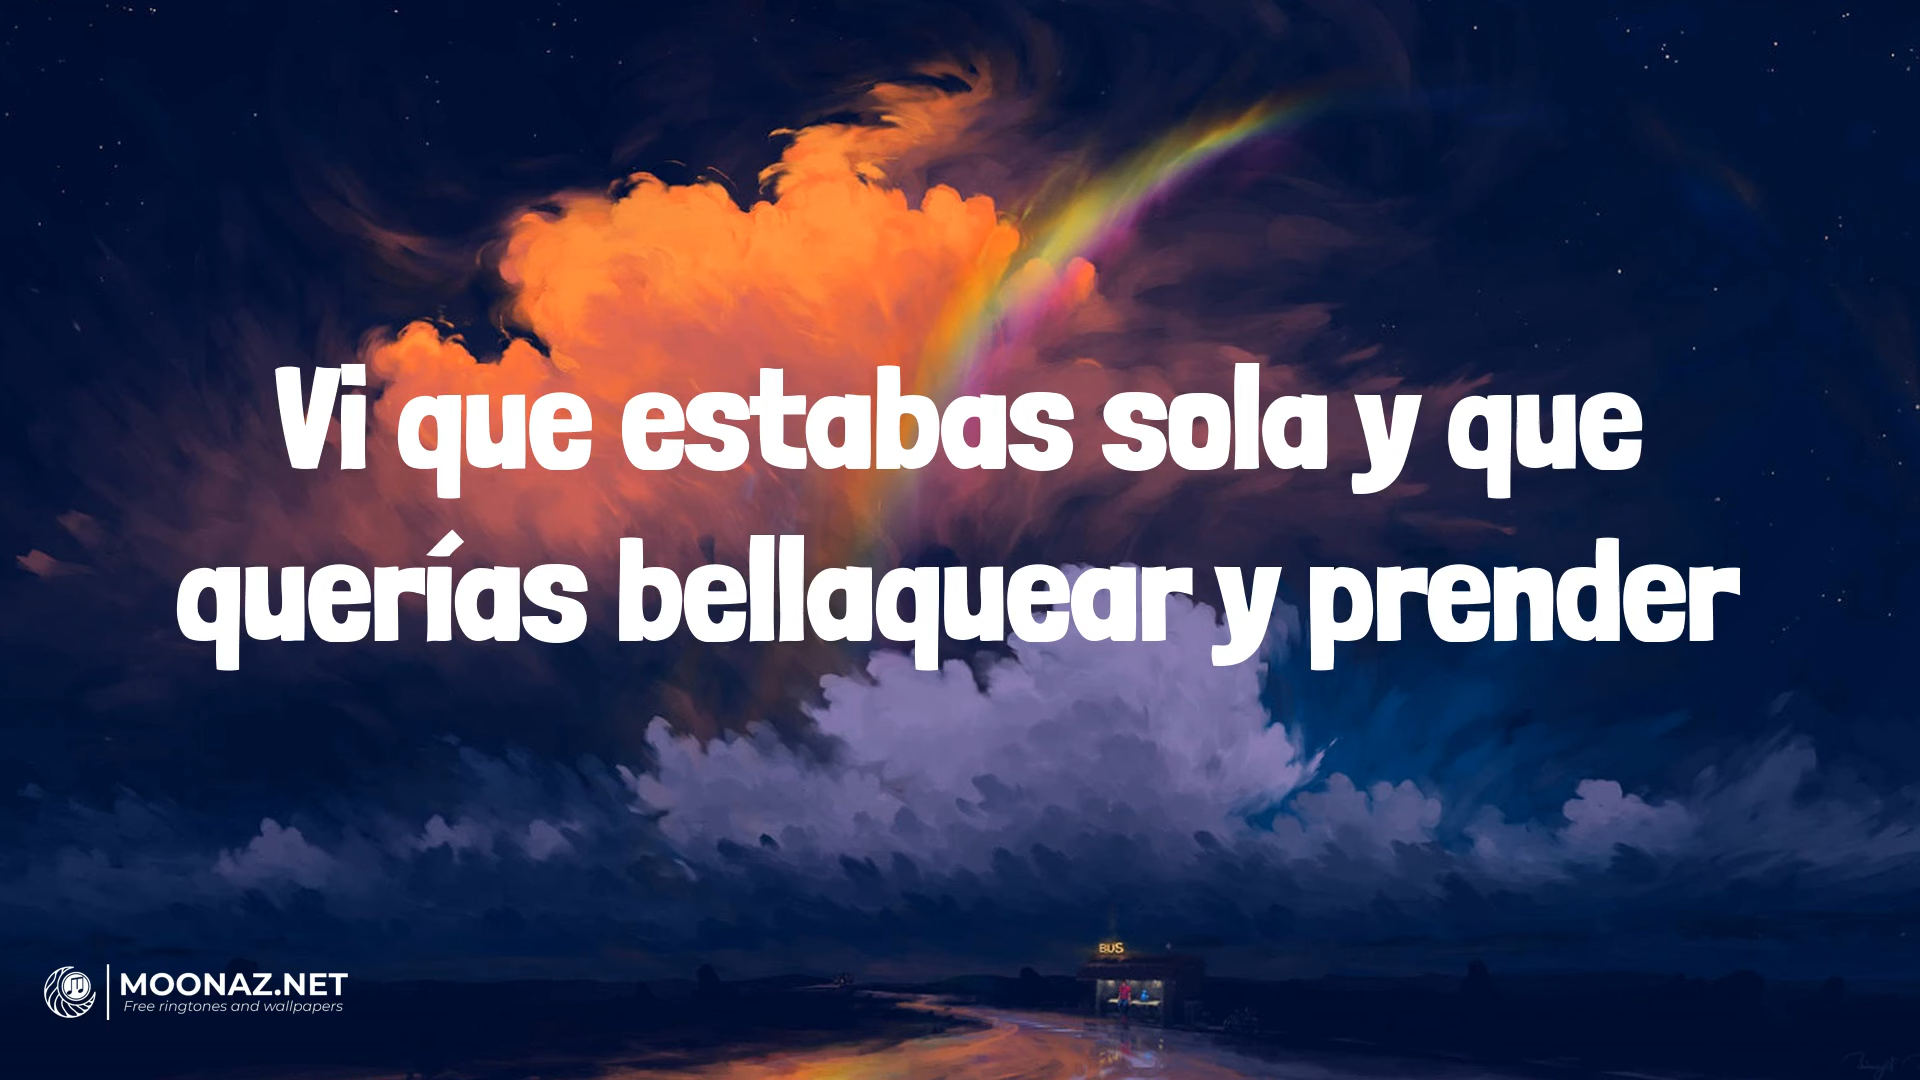 Vi que estabas sola y que
querías bellaquear y prender
BUS
MOONAZ.NET
Free ringtones and wallpapers